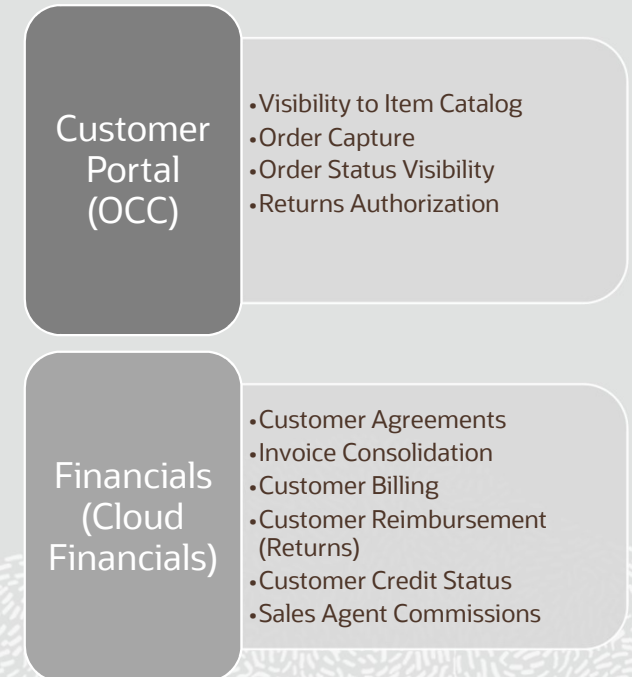 Customer
Portal
(OCC)
•Visibility to Item Catalog
•Order Capture
•Order Status Visibility
•Returns Authorization
Financials
(Cloud
Financials)
•Customer Agreements
•Invoice Consolidation
•Customer Billing
•Customer Reimbursement
(Returns)
•Customer Credit Status
•Sales Agent Commissions